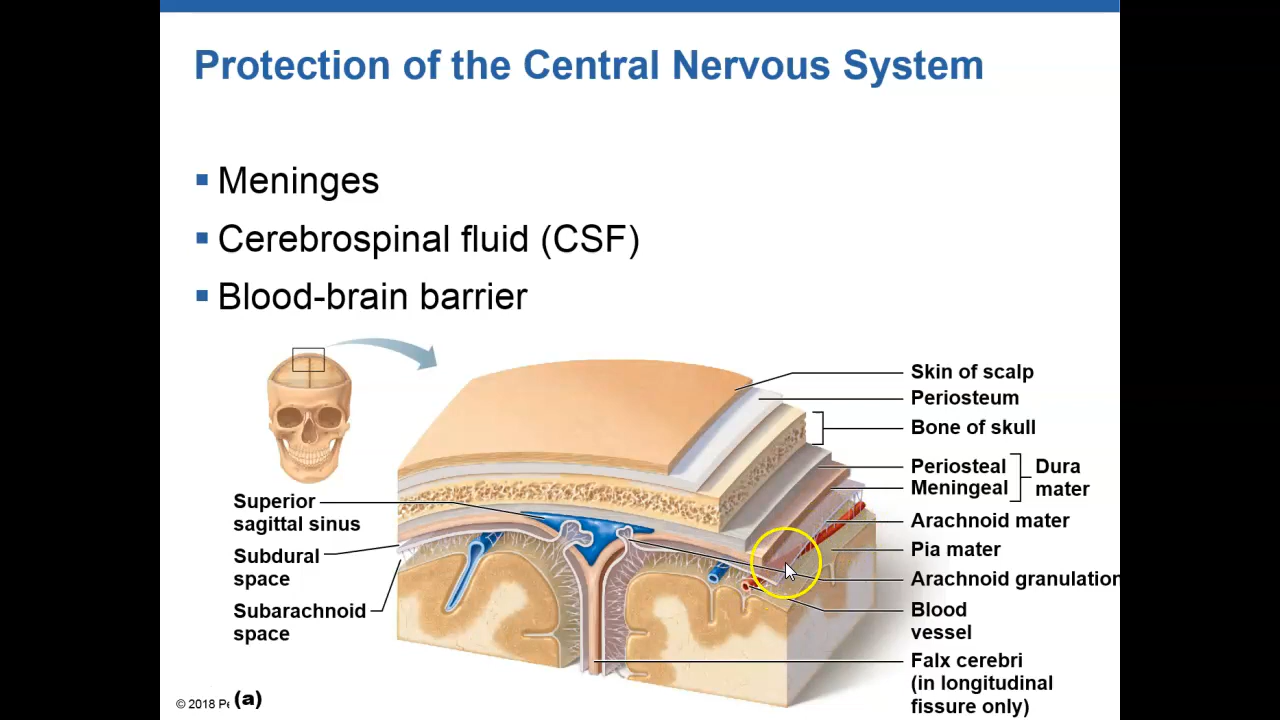 Protection of the Central Nervous System
Meninges
Cerebrospinal fluid (CSF)
Blood-brain barrier
Skin of scalp
Periosteum
Bone of skull
Periosteal
Meningeal
Dura
mater
Arachnoid mater
Pia mater
Arachnoid granulation
Blood
vessel
Falx cerebri
(in longitudinal
fissure only)
Superior
sagittal sinus
Subdural
space
Subarachnoid
space
© 2018 Pe (a)